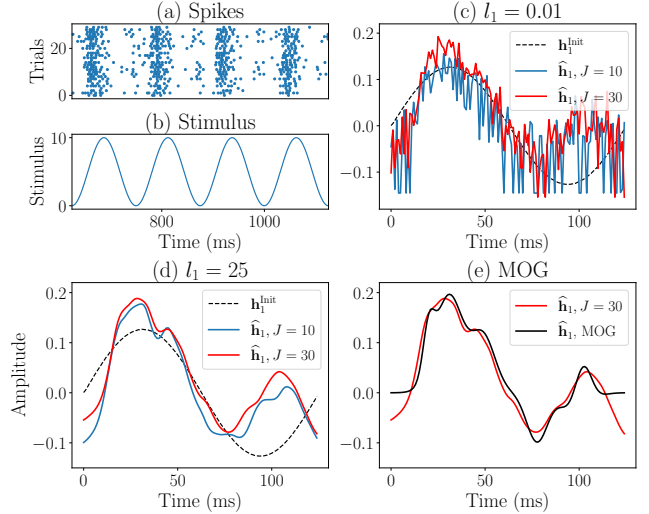 (a) Spikes
Trials
20
0
(b) Stimulus
Stimulus
10
0
800
1000
Time (ms)
(c) l₁ = 0.01
0.2
0.1
0.0
−0.1
h₁^Init
ĥ₁, J = 10
ĥ₁, J = 30
0
50
100
Time (ms)
(d) l₁ = 25
Amplitude
0.2
0.1
0.0
−0.1
h₁^Init
ĥ₁, J = 10
ĥ₁, J = 30
0
50
100
Time (ms)
(e) MOG
0.2
0.1
0.0
−0.1
ĥ₁, J = 30
ĥ₁, MOG
0
50
100
Time (ms)